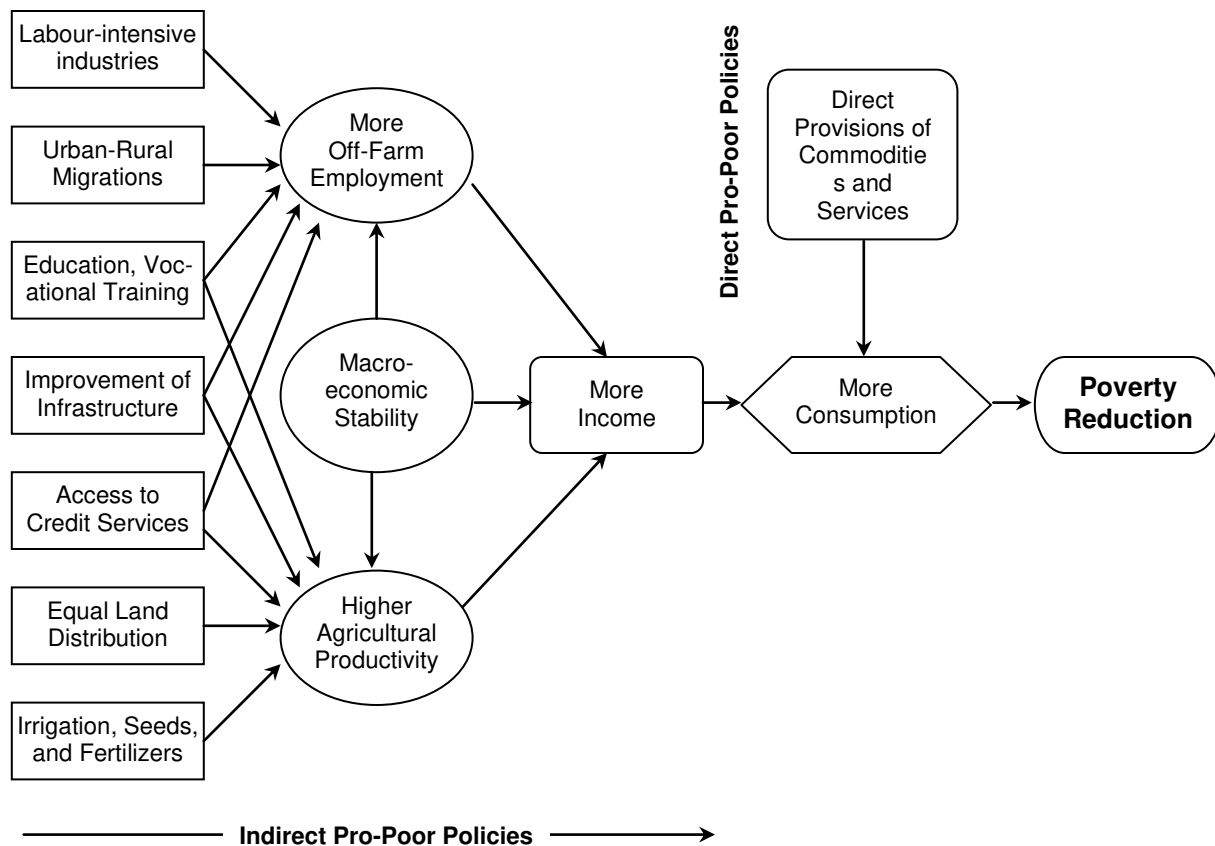 Labour-intensive
industries
Urban-Rural
Migrations
Education, Voc-
ational Training
Improvement of
Infrastructure
Access to
Credit Services
Equal Land
Distribution
Irrigation, Seeds,
and Fertilizers
More
Off-Farm
Employment
Macro-
economic
Stability
Higher
Agricultural
Productivity
More
Income
Direct Pro-Poor Policies
Direct
Provisions of
Commoditie
s and
Services
More
Consumption
Poverty
Reduction
Indirect Pro-Poor Policies